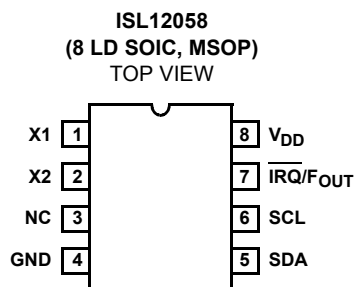 ISL12058
(8 LD SOIC, MSOP)
TOP VIEW
X1 1 8 VDD
X2 2 7 IRQ/FOUT
NC 3 6 SCL
GND 4 5 SDA